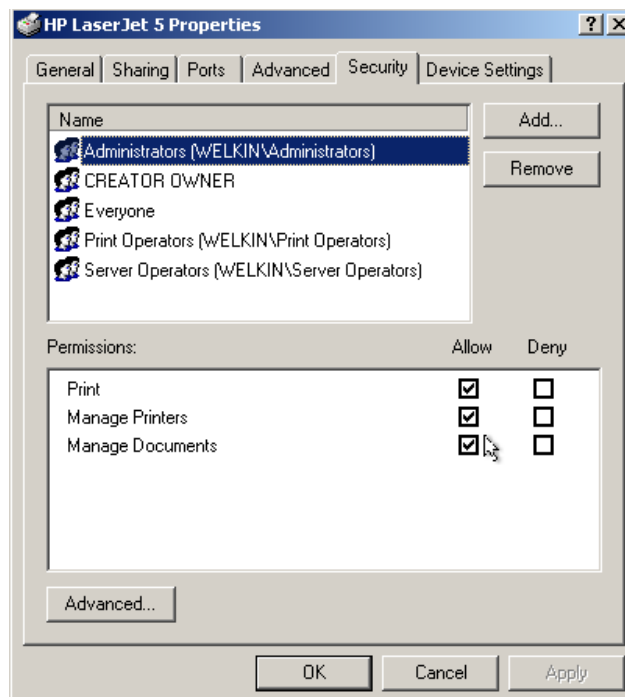 HP LaserJet 5 Properties
General Sharing Ports Advanced Security Device Settings
Name
Add...
Administrators (WELKIN\Administrators)
CREATOR OWNER
Remove
Everyone
Print Operators (WELKIN\Print Operators)
Server Operators (WELKIN\Server Operators)
Permissions: Allow Deny
Print
Manage Printers
Manage Documents
Advanced...
OK Cancel Apply